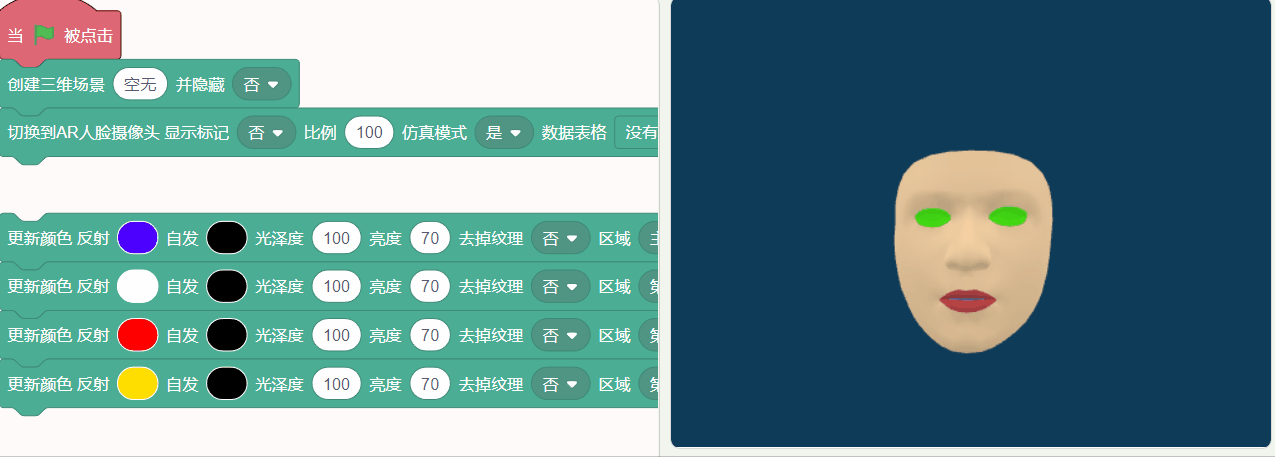 当 被点击
创建三维场景 空无 并隐藏 否
切换到AR人脸摄像头 显示标记 否 比例 100 仿真模式 是 数据表格 没有
更新颜色 反射 自发 光泽度 100 亮度 70 去掉纹理 否 区域
更新颜色 反射 自发 光泽度 100 亮度 70 去掉纹理 否 区域
更新颜色 反射 自发 光泽度 100 亮度 70 去掉纹理 否 区域
更新颜色 反射 自发 光泽度 100 亮度 70 去掉纹理 否 区域